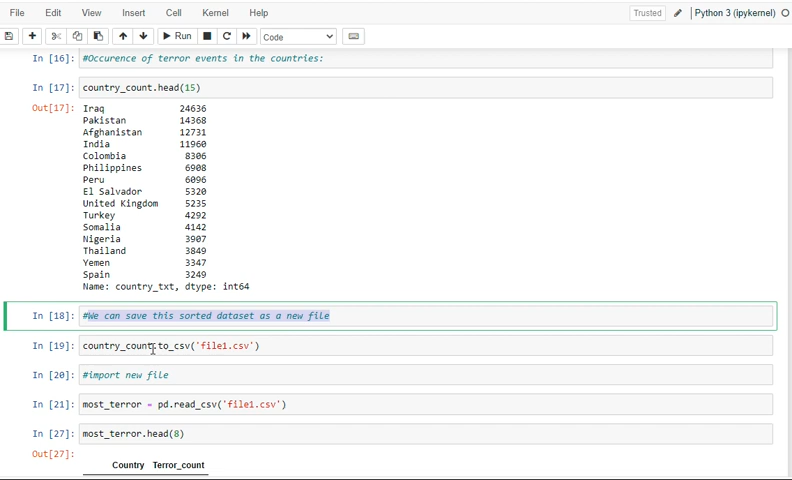 File Edit View Insert Cell Kernel Help Trusted Python 3 (ipykernel)
Run Code
In [16]: #Occurence of terror events in the countries:
In [17]: country_count.head(15)
Out[17]: Iraq 24636
Pakistan 14368
Afghanistan 12731
India 11960
Colombia 8306
Philippines 6908
Peru 6096
El Salvador 5320
United Kingdom 5235
Turkey 4292
Somalia 4142
Nigeria 3907
Thailand 3849
Yemen 3347
Spain 3249
Name: country_txt, dtype: int64
In [18]: #We can save this sorted dataset as a new file
In [19]: country_count.to_csv('file1.csv')
In [20]: #import new file
In [21]: most_terror = pd.read_csv('file1.csv')
In [27]: most_terror.head(8)
Out[27]:
Country Terror_count